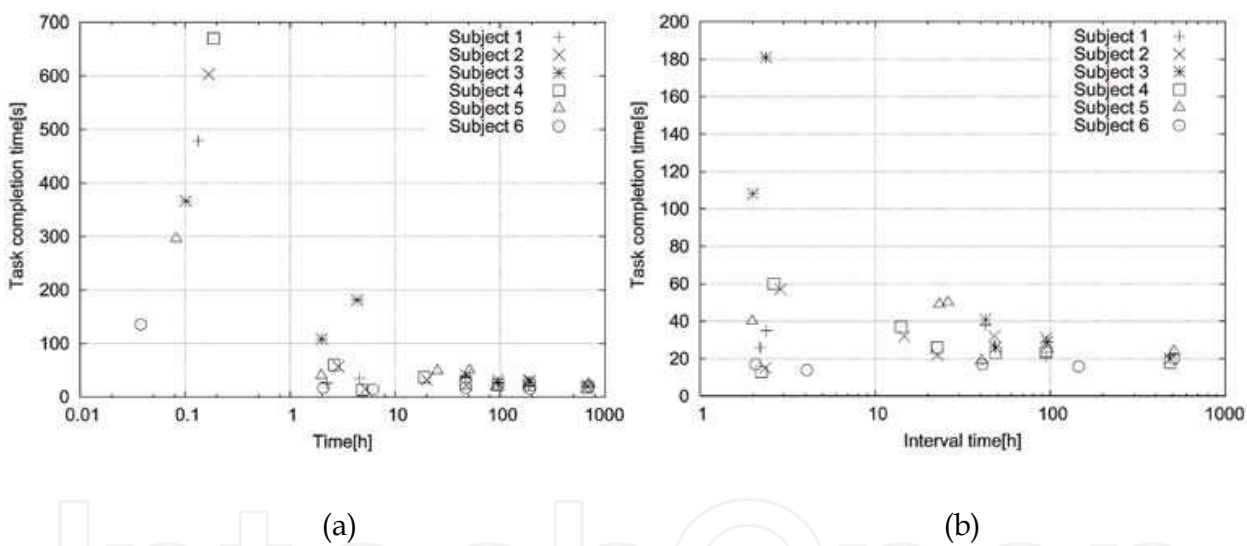 700
600
500
400
300
200
100
0
Task completion time[s]
0.01
0.1
1
10
100
1000
Time[h]
Subject 1
Subject 2
Subject 3
Subject 4
Subject 5
Subject 6
(a)
200
180
160
140
120
100
80
60
40
20
0
Task completion time[s]
1
10
100
1000
Interval time[h]
Subject 1
Subject 2
Subject 3
Subject 4
Subject 5
Subject 6
(b)